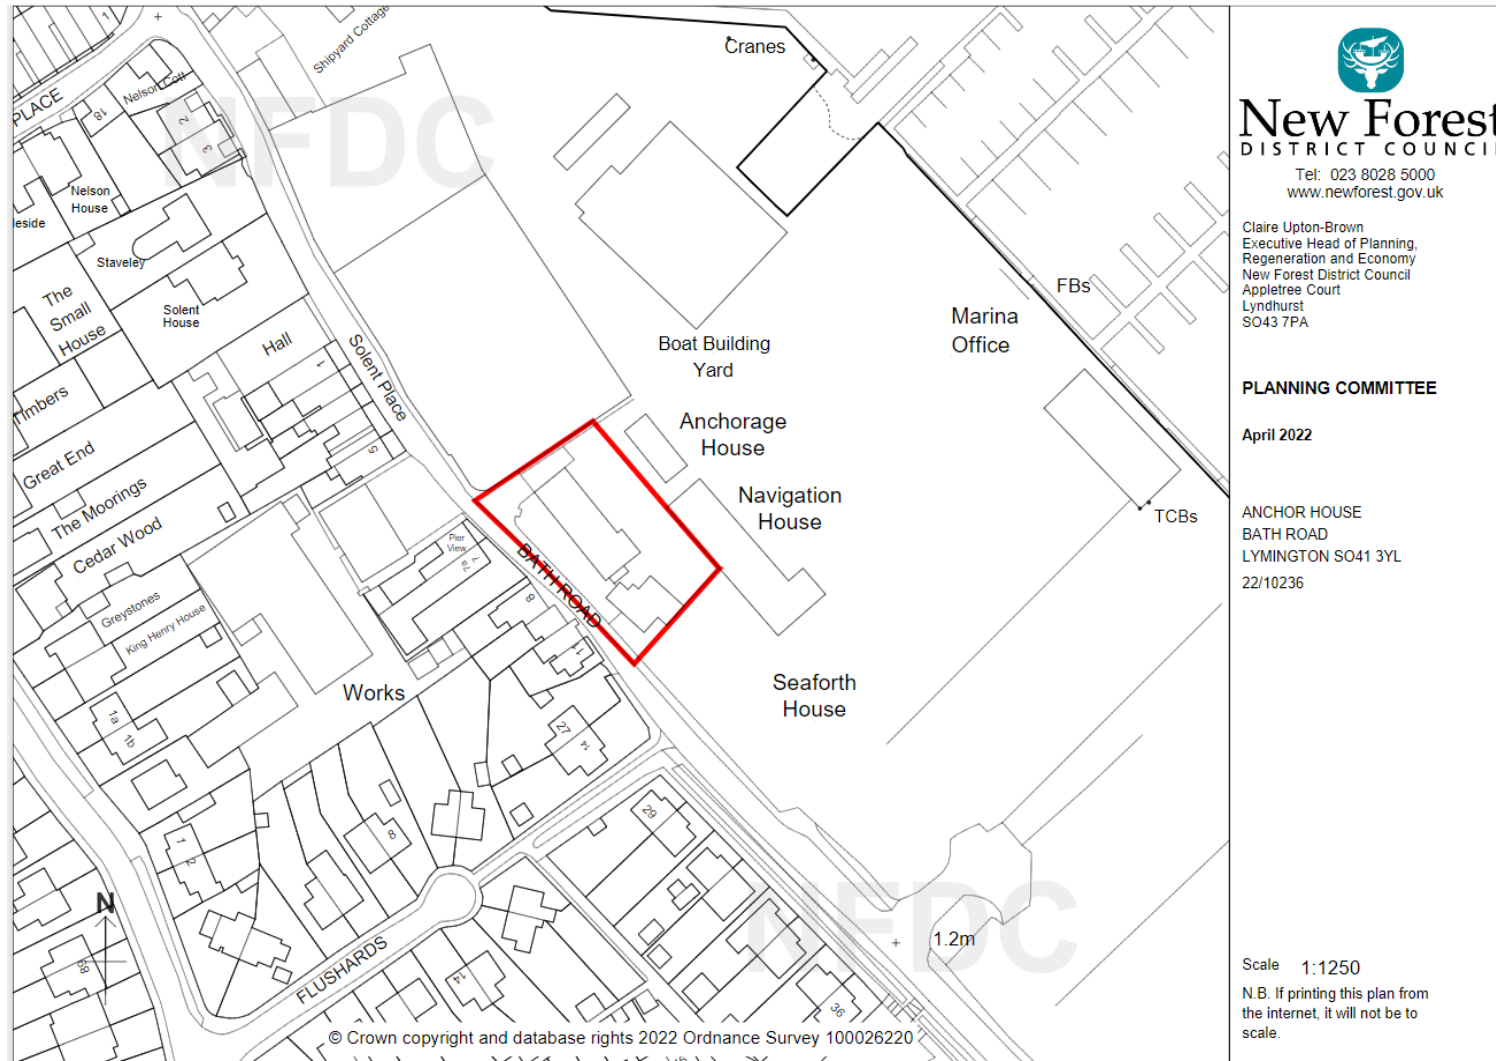 Cranes
Shipyard Cottage
PLACE
Nelson Cott
18
2
3
1
NFDC
Nelson
House
leside
Staveley
The
Small
House
Solent
House
Hall
1
Solent Place
Timbers
Great End
The Moorings
Cedar Wood
5
Greystones
King Henry House
Pier
View
7
7a
8
11
BATH ROAD
Boat Building
Yard
Anchorage
House
Navigation
House
Marina
Office
FBs
TCBs
Seaforth
House
Works
1a
1b
27
14
29
8
1
2
N
68
FLUSHARDS
14
36
NFDC
1.2m
© Crown copyright and database rights 2022 Ordnance Survey 100026220
New Forest
DISTRICT COUNCIL
Tel: 023 8028 5000
www.newforest.gov.uk
Claire Upton-Brown
Executive Head of Planning,
Regeneration and Economy
New Forest District Council
Appletree Court
Lyndhurst
SO43 7PA
PLANNING COMMITTEE
April 2022
ANCHOR HOUSE
BATH ROAD
LYMINGTON SO41 3YL
22/10236
Scale 1:1250
N.B. If printing this plan from
the internet, it will not be to
scale.